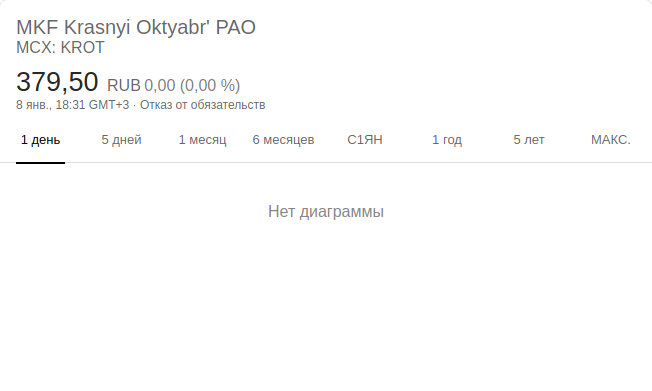 MKF Krasnyi Oktyabr' PAO
MCX: KROT
379,50 RUB 0,00 (0,00 %)
8 янв., 18:31 GMT+3 · Отказ от обязательств
1 день 5 дней 1 месяц 6 месяцев С1ЯН 1 год 5 лет МАКС.
Нет диаграммы